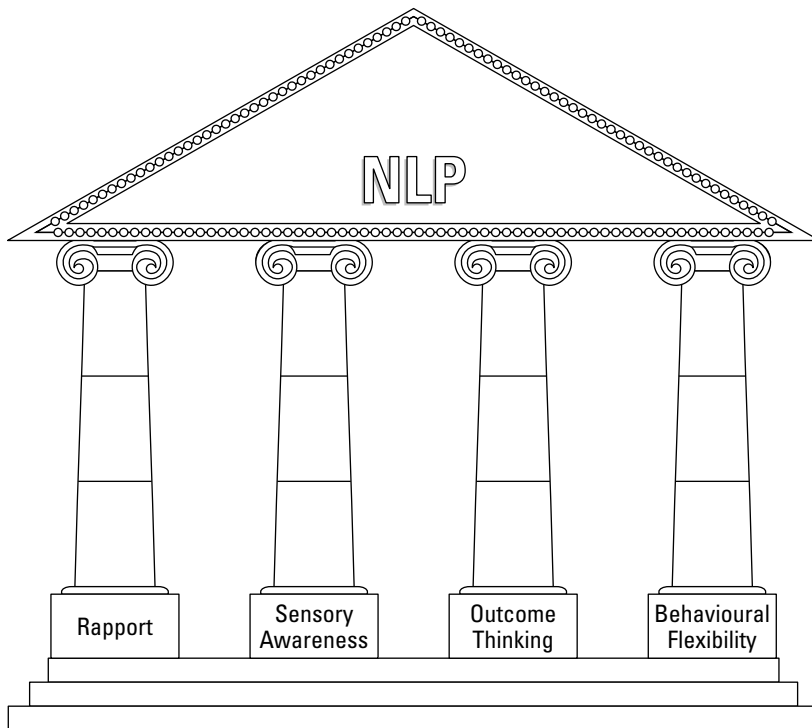 NLP
Rapport
Sensory
Awareness
Outcome
Thinking
Behavioural
Flexibility